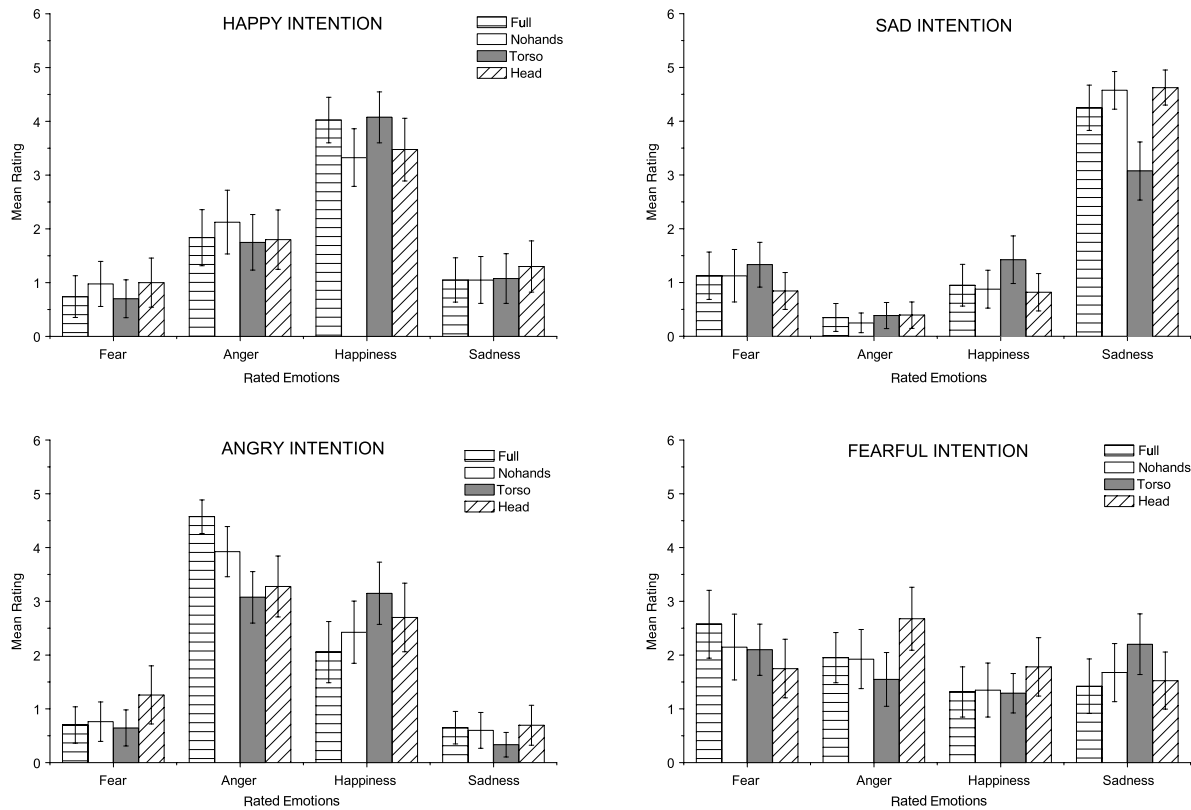 HAPPY INTENTION
Full
Nohands
Torso
Head
6
5
4
3
2
1
0
Mean Rating
Fear Anger Happiness Sadness
Rated Emotions
SAD INTENTION
6
5
4
3
2
1
0
Mean Rating
Fear Anger Happiness Sadness
Rated Emotions
ANGRY INTENTION
Full
Nohands
Torso
Head
6
5
4
3
2
1
0
Mean Rating
Fear Anger Happiness Sadness
Rated Emotions
FEARFUL INTENTION
Full
Nohands
Torso
Head
6
5
4
3
2
1
0
Mean Rating
Fear Anger Happiness Sadness
Rated Emotions